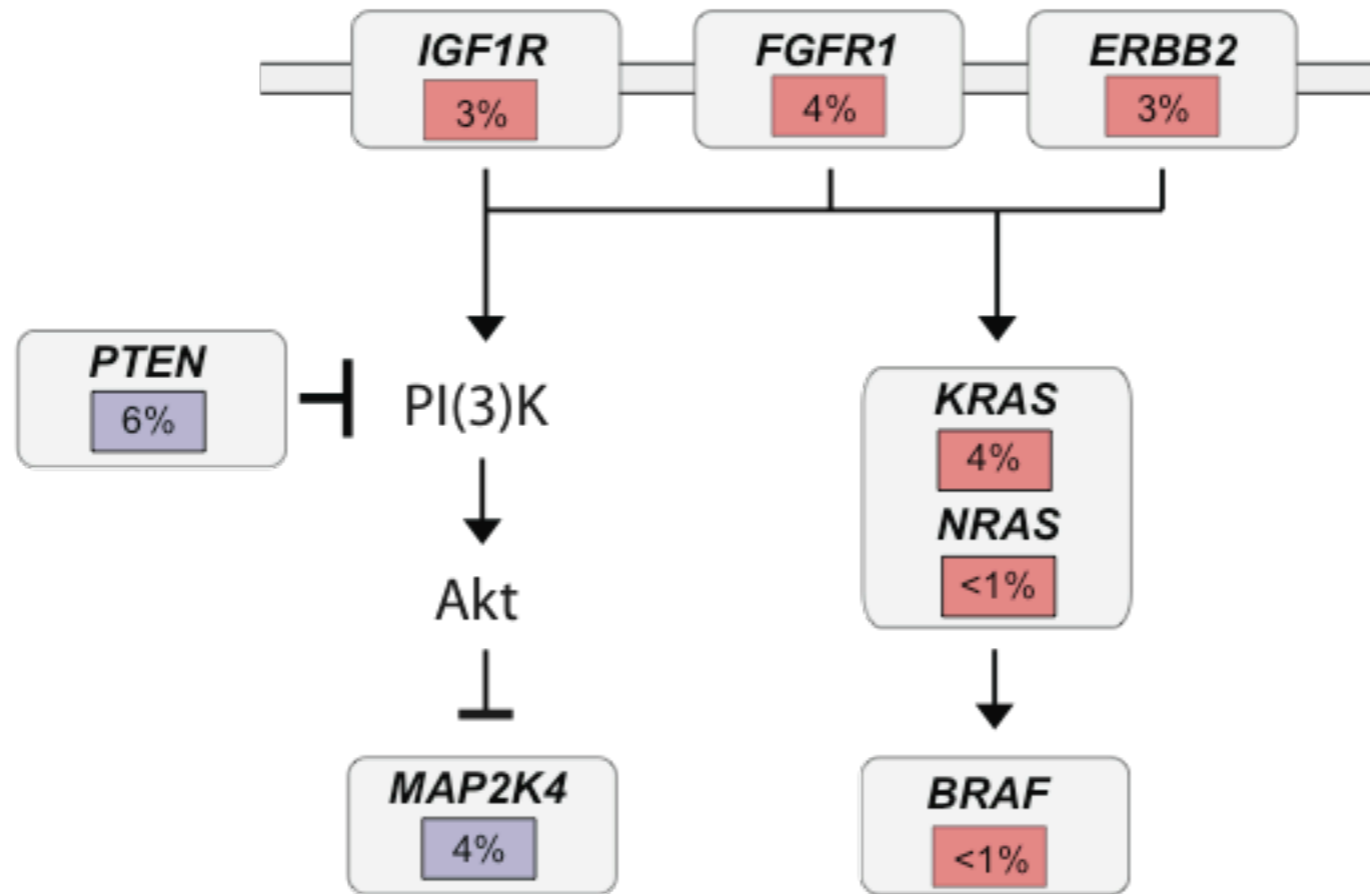 IGF1R FGFR1 ERBB2
3% 4% 3%
PTEN
6%
PI(3)K
KRAS
4%
NRAS
<1%
Akt
MAP2K4
4%
BRAF
<1%